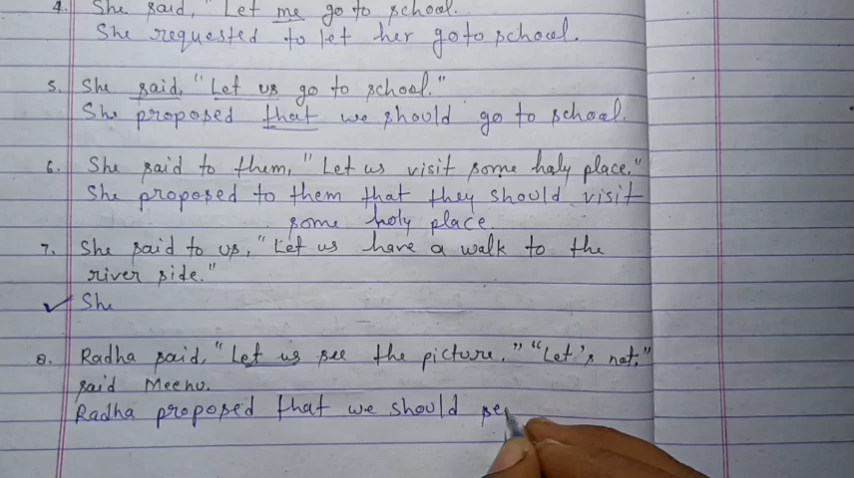 4. She said, "Let me go to school.
She requested to let her go to school.
5. She said, "Let us go to school."
She proposed that we should go to school.
6. She said to them, "Let us visit some holy place."
She proposed to them that they should visit
some holy place
7. She said to us, "Let us have a walk to the
river side."
✓ She
8. Radha said, "Let us see the picture." "Let's not,"
said Meenu.
Radha proposed that we should se